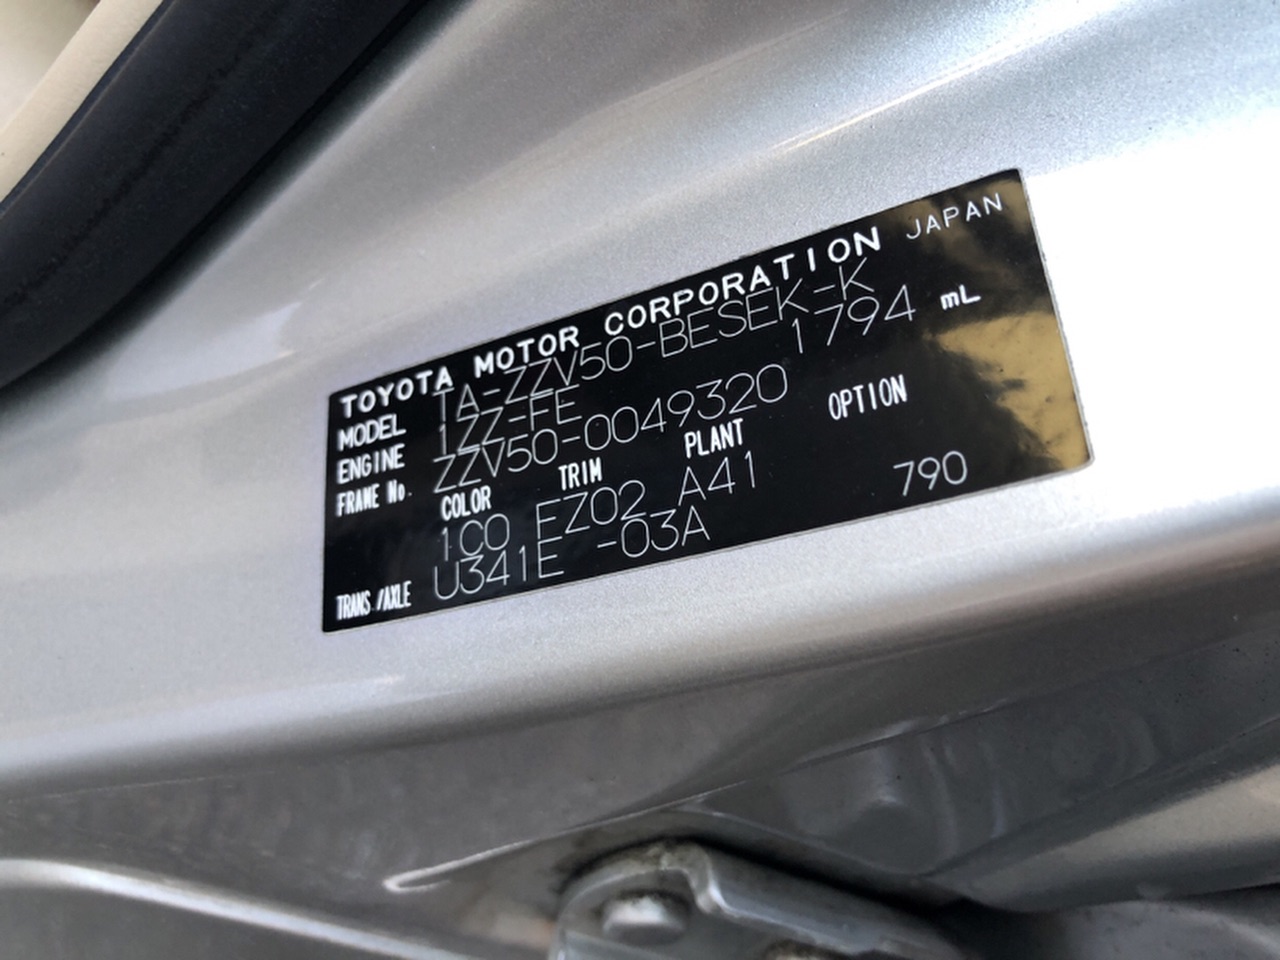 TOYOTA MOTOR CORPORATION JAPAN
MODEL TA-ZZV50-BESEK-K
ENGINE 1ZZ-FE 1794 mL
FRAME No. ZZV50-0049320
COLOR TRIM PLANT OPTION
1C0 EZ02 A41 790
TRANS/AXLE U341E -03A